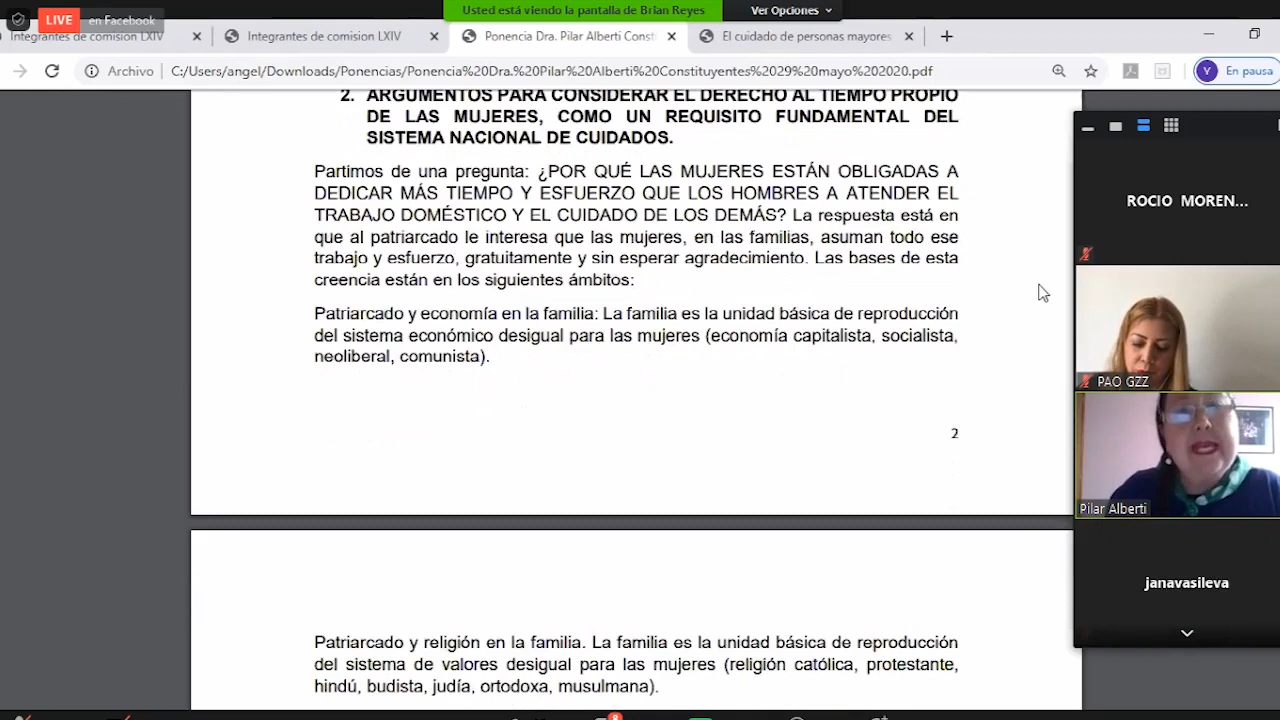 LIVE en Facebook
Usted está viendo la pantalla de Brian Reyes
Ver Opciones
Integrantes de comision LXIV
Integrantes de comision LXIV
Ponencia Dra. Pilar Alberti Consti
El cuidado de personas mayores
Archivo
C:/Users/angel/Downloads/Ponencias/Ponencia%20Dra.%20Pilar%20Alberti%20Constituyentes%2029%20mayo%202020.pdf
Y En pausa
2. ARGUMENTOS PARA CONSIDERAR EL DERECHO AL TIEMPO PROPIO
DE LAS MUJERES, COMO UN REQUISITO FUNDAMENTAL DEL
SISTEMA NACIONAL DE CUIDADOS.
Partimos de una pregunta: ¿POR QUÉ LAS MUJERES ESTÁN OBLIGADAS A
DEDICAR MÁS TIEMPO Y ESFUERZO QUE LOS HOMBRES A ATENDER EL
TRABAJO DOMÉSTICO Y EL CUIDADO DE LOS DEMÁS? La respuesta está en
que al patriarcado le interesa que las mujeres, en las familias, asuman todo ese
trabajo y esfuerzo, gratuitamente y sin esperar agradecimiento. Las bases de esta
creencia están en los siguientes ámbitos:
Patriarcado y economía en la familia: La familia es la unidad básica de reproducción
del sistema económico desigual para las mujeres (economía capitalista, socialista,
neoliberal, comunista).
2
Patriarcado y religión en la familia. La familia es la unidad básica de reproducción
del sistema de valores desigual para las mujeres (religión católica, protestante,
hindú, budista, judía, ortodoxa, musulmana).
ROCIO MOREN...
PAO GZZ
Pilar Alberti
janavasileva
8